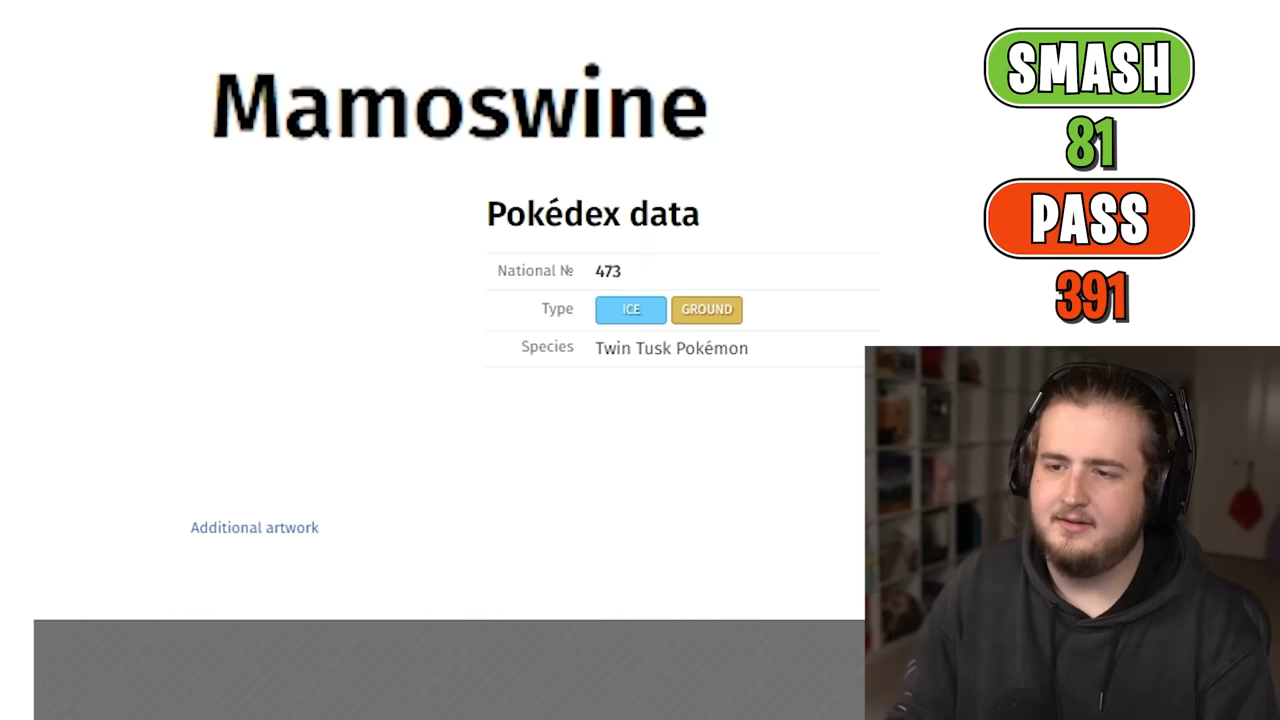 Mamoswine
Pokédex data
National № 473
Type ICE GROUND
Species Twin Tusk Pokémon
Additional artwork
SMASH
81
PASS
391